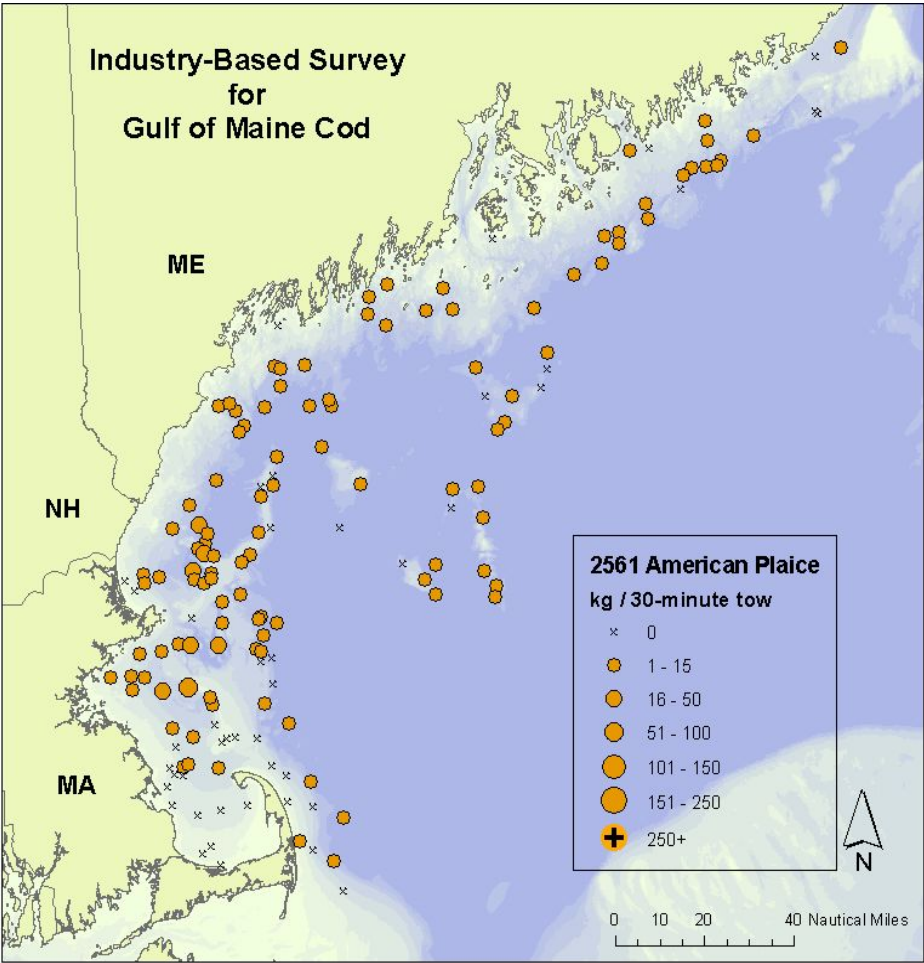 Industry-Based Survey
for
Gulf of Maine Cod
ME
NH
MA
2561 American Plaice
kg / 30-minute tow
0
1 - 15
16 - 50
51 - 100
101 - 150
151 - 250
250+
N
0 10 20 40 Nautical Miles